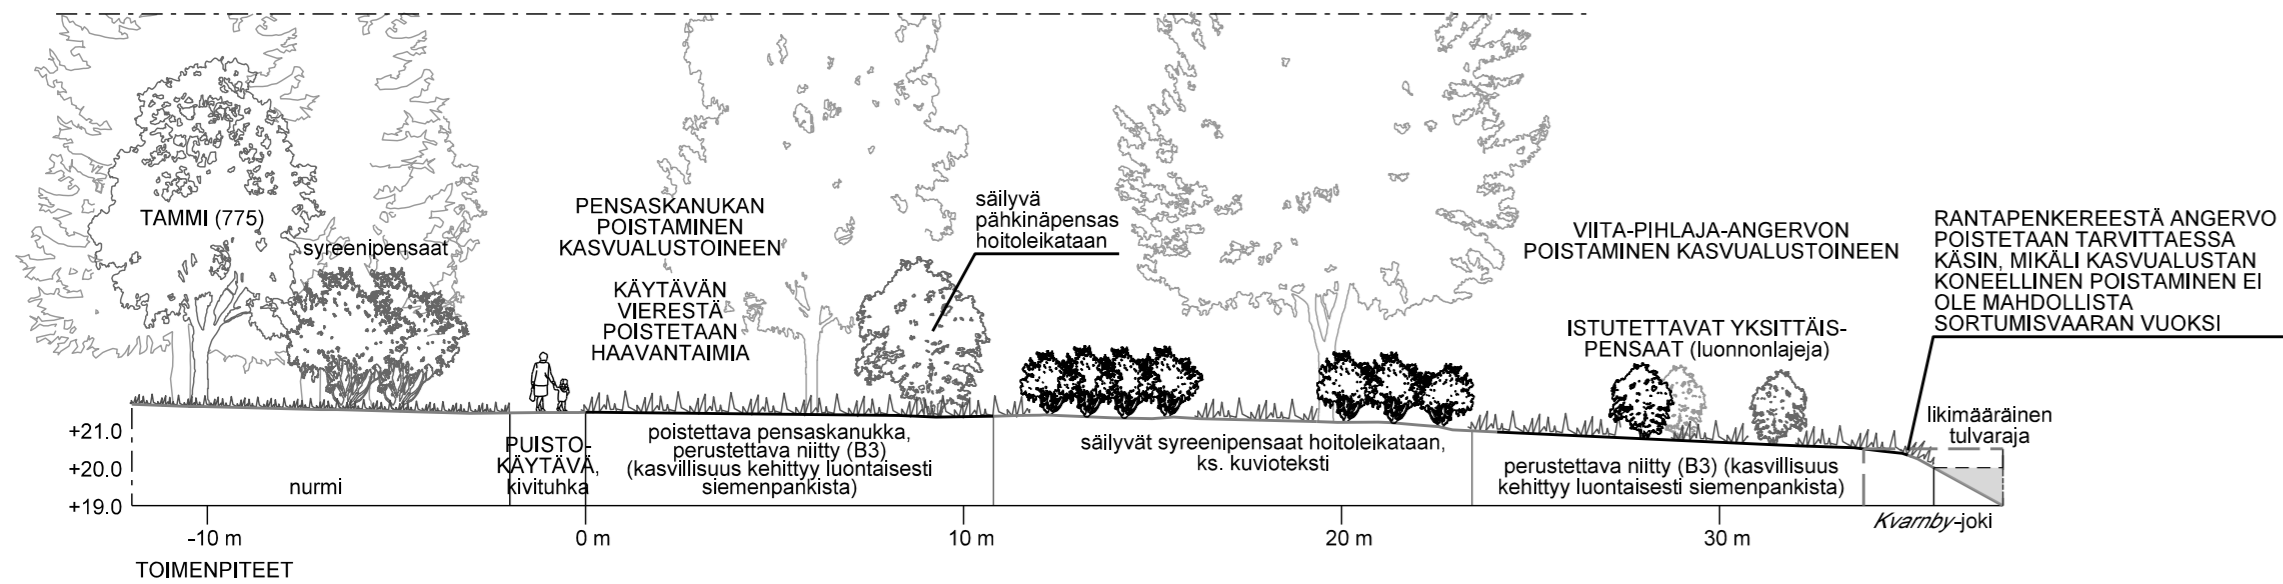 TAMMI (775)
syreenipensaat
PENSASKANUKAN
POISTAMINEN
KASVUALUSTOINEEN
KÄYTÄVÄN
VIERESTÄ
POISTETAAN
HAAVANTAIMIA
säilyvä
pähkinäpensas
hoitoleikataan
VIITA-PIHLAJA-ANGERVON
POISTAMINEN KASVUALUSTOINEEN
ISTUTETTAVAT YKSITTÄIS-
PENSAAT (luonnonlajeja)
RANTAPENKEREESTÄ ANGERVO
POISTETAAN TARVITTAESSA
KÄSIN, MIKÄLI KASVUALUSTAN
KONEELLINEN POISTAMINEN EI
OLE MAHDOLLISTA
SORTUMISVAARAN VUOKSI
likimääräinen
tulvaraja
+21.0
+20.0
+19.0
nurmi
PUISTO-
KÄYTÄVÄ,
kivituhka
poistettava pensaskanukka,
perustettava niitty (B3)
(kasvillisuus kehittyy luontaisesti
siemenpankista)
säilyvät syreenipensaat hoitoleikataan,
ks. kuvioteksti
perustettava niitty (B3) (kasvillisuus
kehittyy luontaisesti siemenpankista)
Kvarnby-joki
-10 m
0 m
10 m
20 m
30 m
TOIMENPITEET